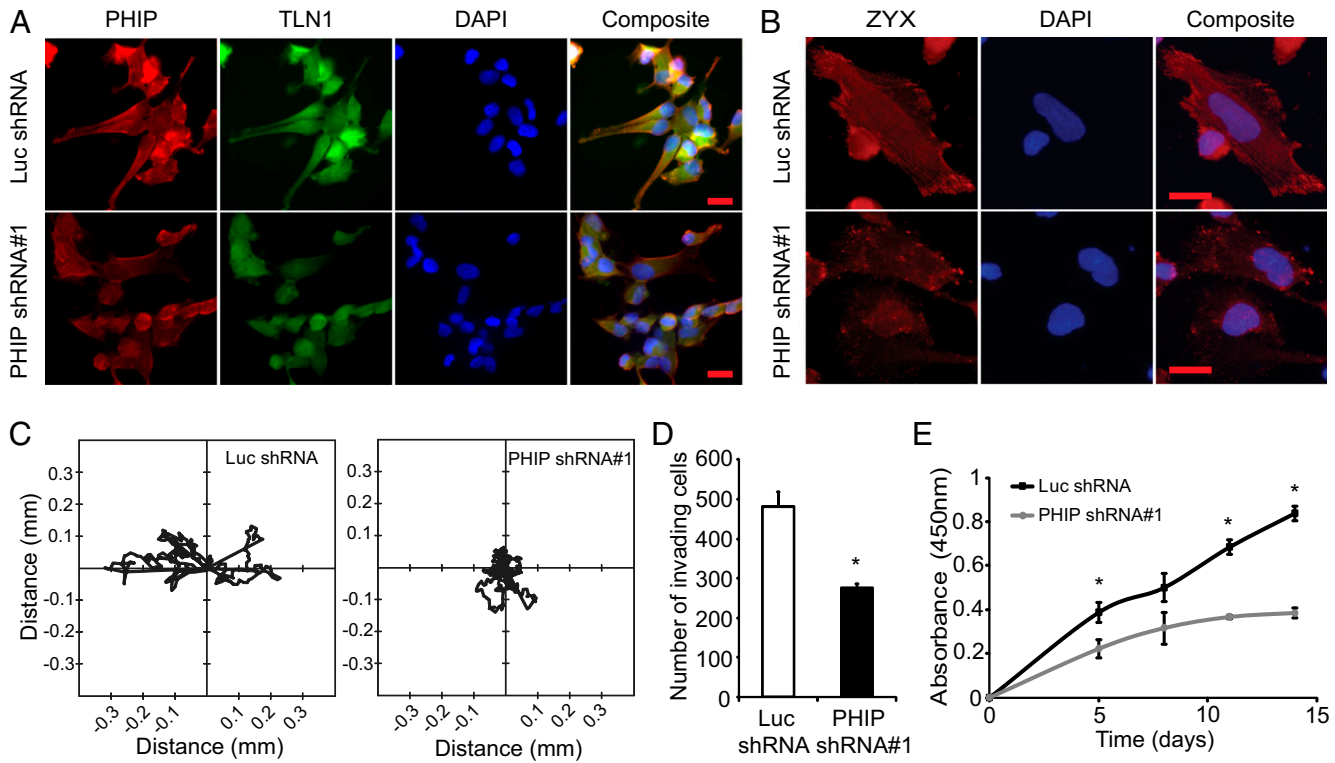 A
PHIP TLN1 DAPI Composite
Luc shRNA
PHIP shRNA#1
B
ZYX DAPI Composite
Luc shRNA
PHIP shRNA#1
C
Luc shRNA
Distance (mm)
0.3
0.2
0.1
-0.1
-0.2
-0.3
-0.3 -0.2 -0.1 0.1 0.2 0.3
Distance (mm)
PHIP shRNA#1
0.3
0.2
0.1
-0.1
-0.2
-0.3
-0.3 -0.2 -0.1 0.1 0.2 0.3
Distance (mm)
D
Number of invading cells
600
500
400
300
200
100
0
*
Luc shRNA
PHIP shRNA#1
E
Absorbance (450nm)
1
0.8
0.6
0.4
0.2
0
Luc shRNA
PHIP shRNA#1
* * *
0 5 10 15
Time (days)